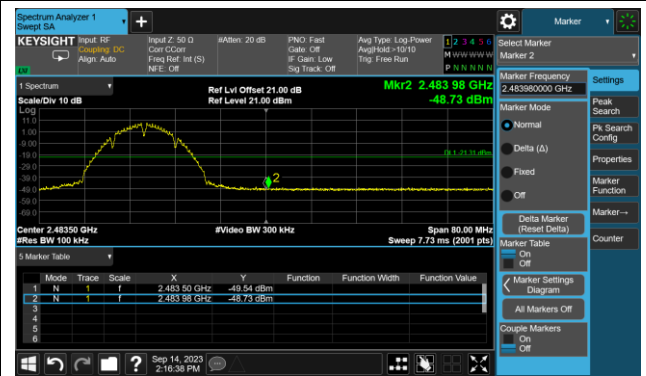 Spectrum Analyzer 1
Swept SA
Marker
KEYSIGHT
Input: RF
Coupling: DC
Align: Auto
Input Z: 50 Ω
Corr CCorr
Freq Ref: Int (S)
NFE: Off
#Atten: 20 dB
PNO: Fast
Gate: Off
IF Gain: Low
Sig Track: Off
Avg Type: Log-Power
Avg|Hold:>10/10
Trig: Free Run
1 2 3 4 5 6
M W W W W W
P N N N N N
LXI
Select Marker
Marker 2
1 Spectrum
Scale/Div 10 dB
Ref Lvl Offset 21.00 dB
Ref Level 21.00 dBm
Mkr2 2.483 98 GHz
-48.73 dBm
Log
11.0
1.00
-9.00
-19.0
-29.0
-39.0
-49.0
-59.0
-69.0
DL1 -21.31 dBm
2
Center 2.48350 GHz
#Res BW 100 kHz
#Video BW 300 kHz
Span 80.00 MHz
Sweep 7.73 ms (2001 pts)
5 Marker Table
Mode Trace Scale X Y Function Function Width Function Value
1 N 1 f 2.483 50 GHz -49.54 dBm
2 N 1 f 2.483 98 GHz -48.73 dBm
3
4
5
6
Marker Frequency
2.483980000 GHz
Marker Mode
Normal
Delta (Δ)
Fixed
Off
Delta Marker
(Reset Delta)
Marker Table
On
Off
Marker Settings
Diagram
All Markers Off
Couple Markers
On
Off
Settings
Peak
Search
Pk Search
Config
Properties
Marker
Function
Marker→
Counter
Sep 14, 2023
2:16:38 PM